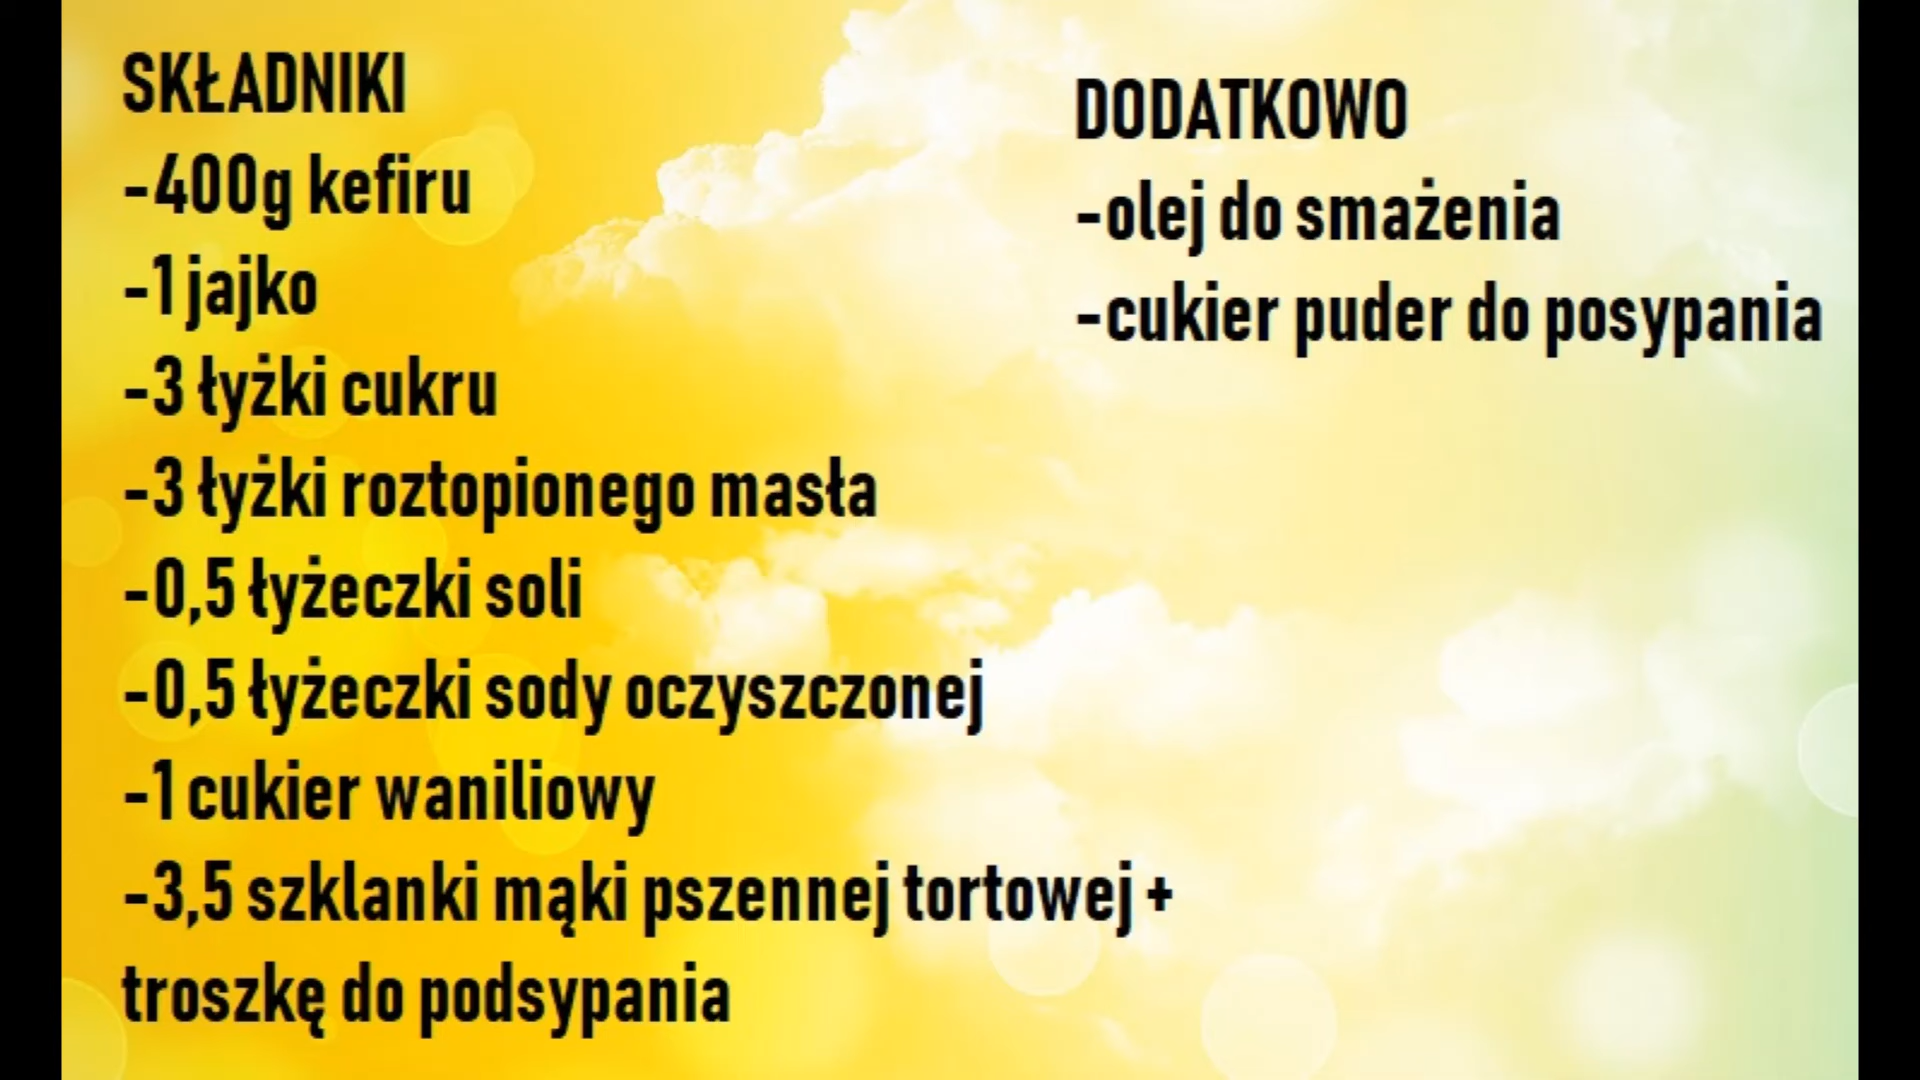 SKŁADNIKI
-400g kefiru
-1 jajko
-3 łyżki cukru
-3 łyżki roztopionego masła
-0,5 łyżeczki soli
-0,5 łyżeczki sody oczyszczonej
-1 cukier waniliowy
-3,5 szklanki mąki pszennej tortowej +
troszkę do podsypania
DODATKOWO
-olej do smażenia
-cukier puder do posypania